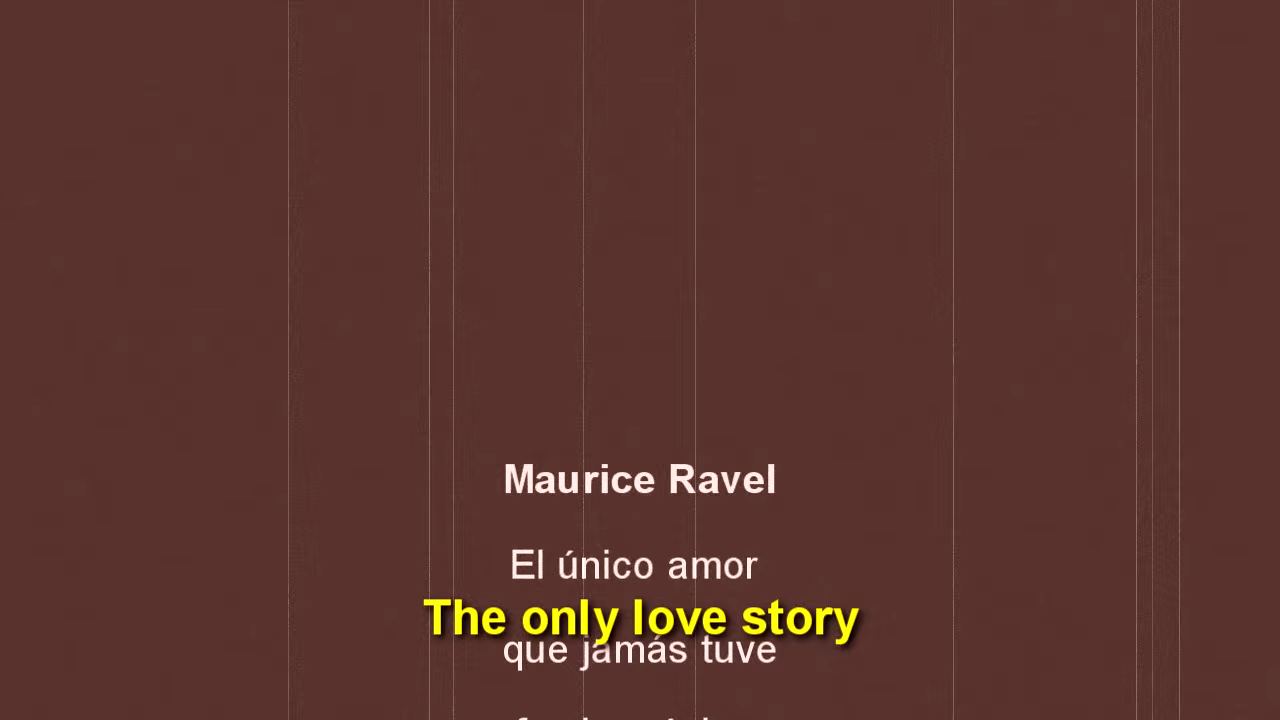 Maurice Ravel
El único amor
The only love story
que jamás tuve